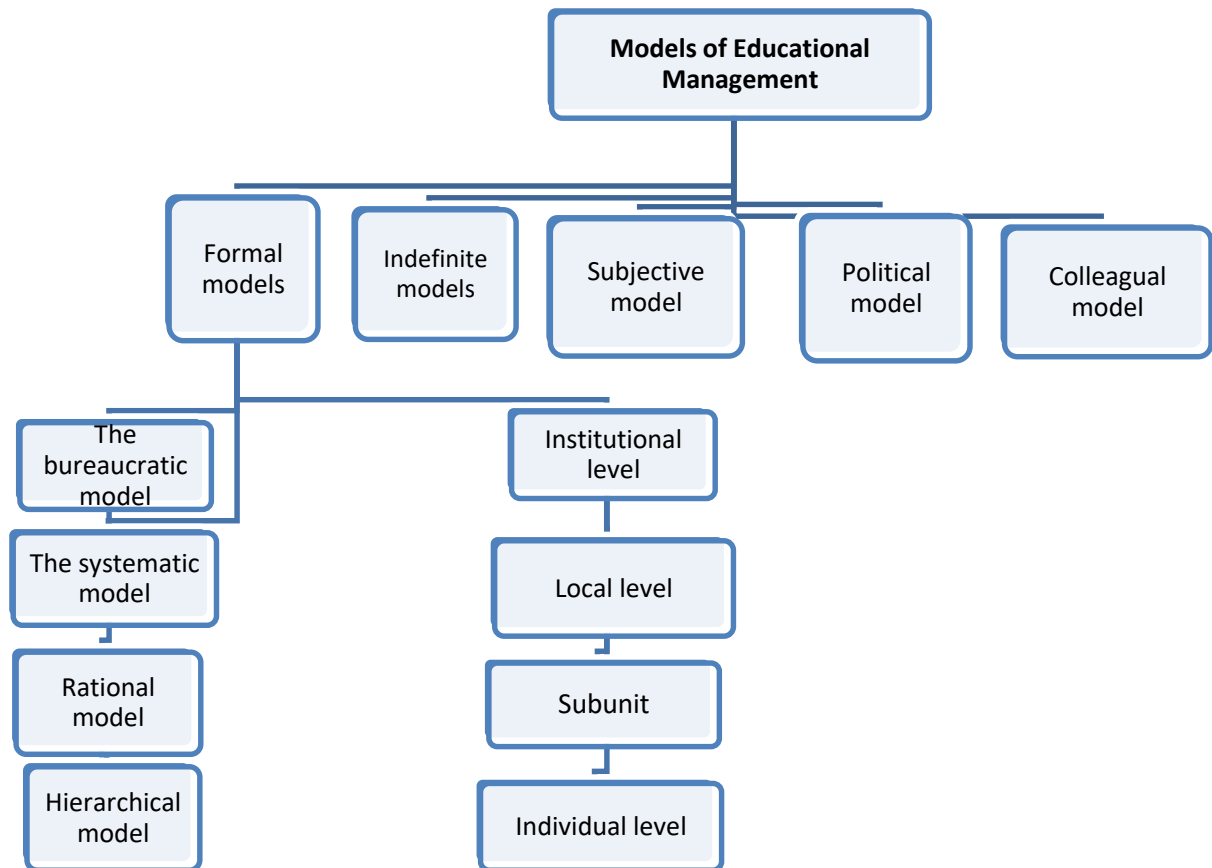 Models of Educational
Management
Formal
models
Indefinite
models
Subjective
model
Political
model
Colleagual
model
The
bureaucratic
model
Institutional
level
The systematic
model
Local level
Rational
model
Subunit
Hierarchical
model
Individual level